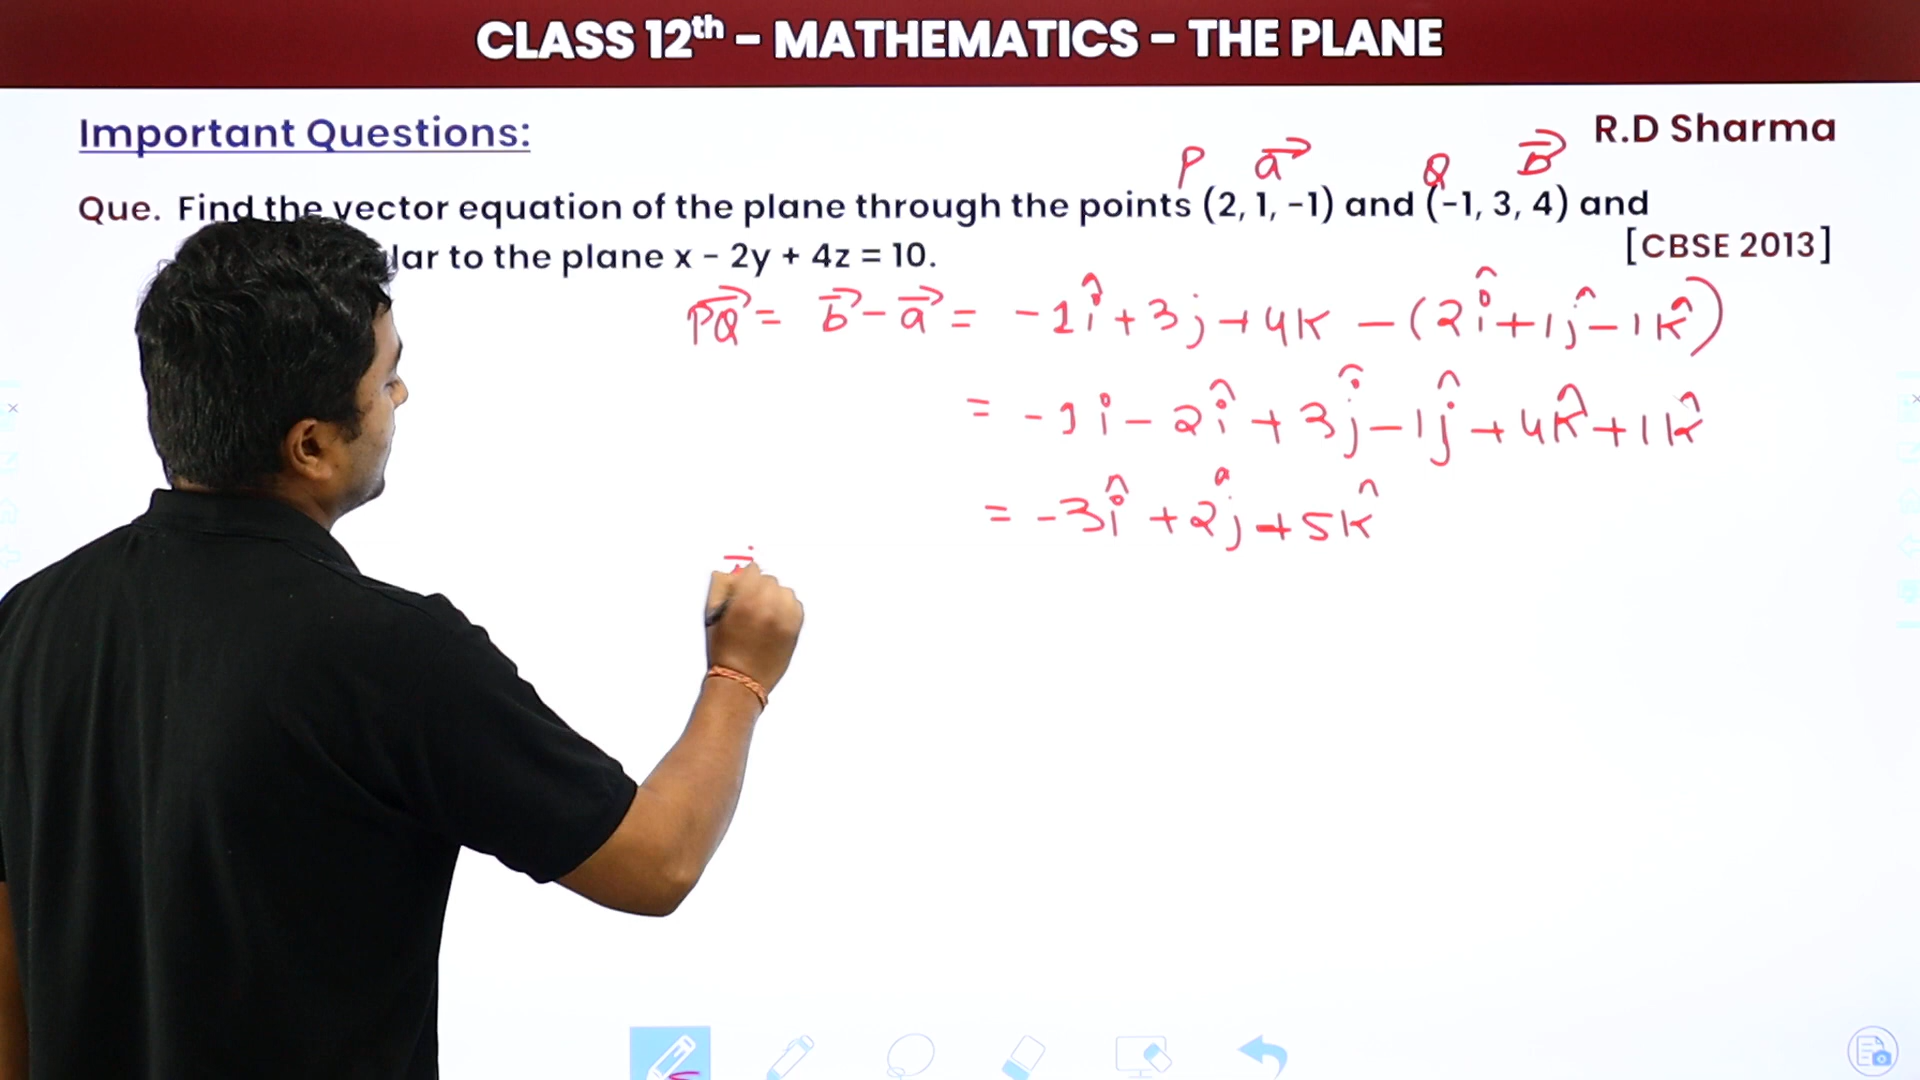 CLASS 12th - MATHEMATICS - THE PLANE
Important Questions:
R.D Sharma
P a⃗ Q b⃗
Que. Find the vector equation of the plane through the points (2, 1, -1) and (-1, 3, 4) and
lar to the plane x - 2y + 4z = 10.
[CBSE 2013]
P⃗Q = b⃗ - a⃗ = -1î + 3j + 4k - (2î + 1ĵ - 1k̂)
= -1i - 2î + 3ĵ - 1ĵ + 4k̂ + 1k̂
= -3î + 2ĵ + 5k̂